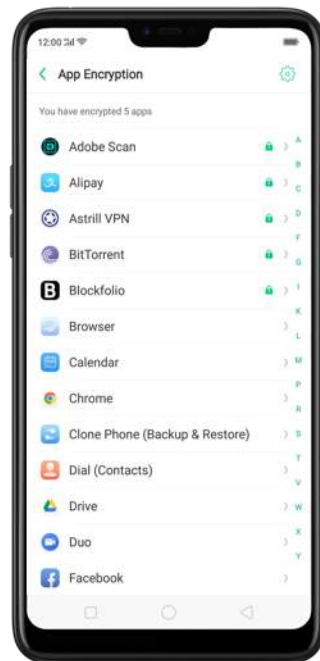 12:00
App Encryption
You have encrypted 5 apps
Adobe Scan
Alipay
Astrill VPN
BitTorrent
B Blockfolio
Browser
Calendar
Chrome
Clone Phone (Backup & Restore)
Dial (Contacts)
Drive
Duo
f Facebook
A
B
C
D
F
G
I
K
L
M
P
R
S
T
V
W
X
Y